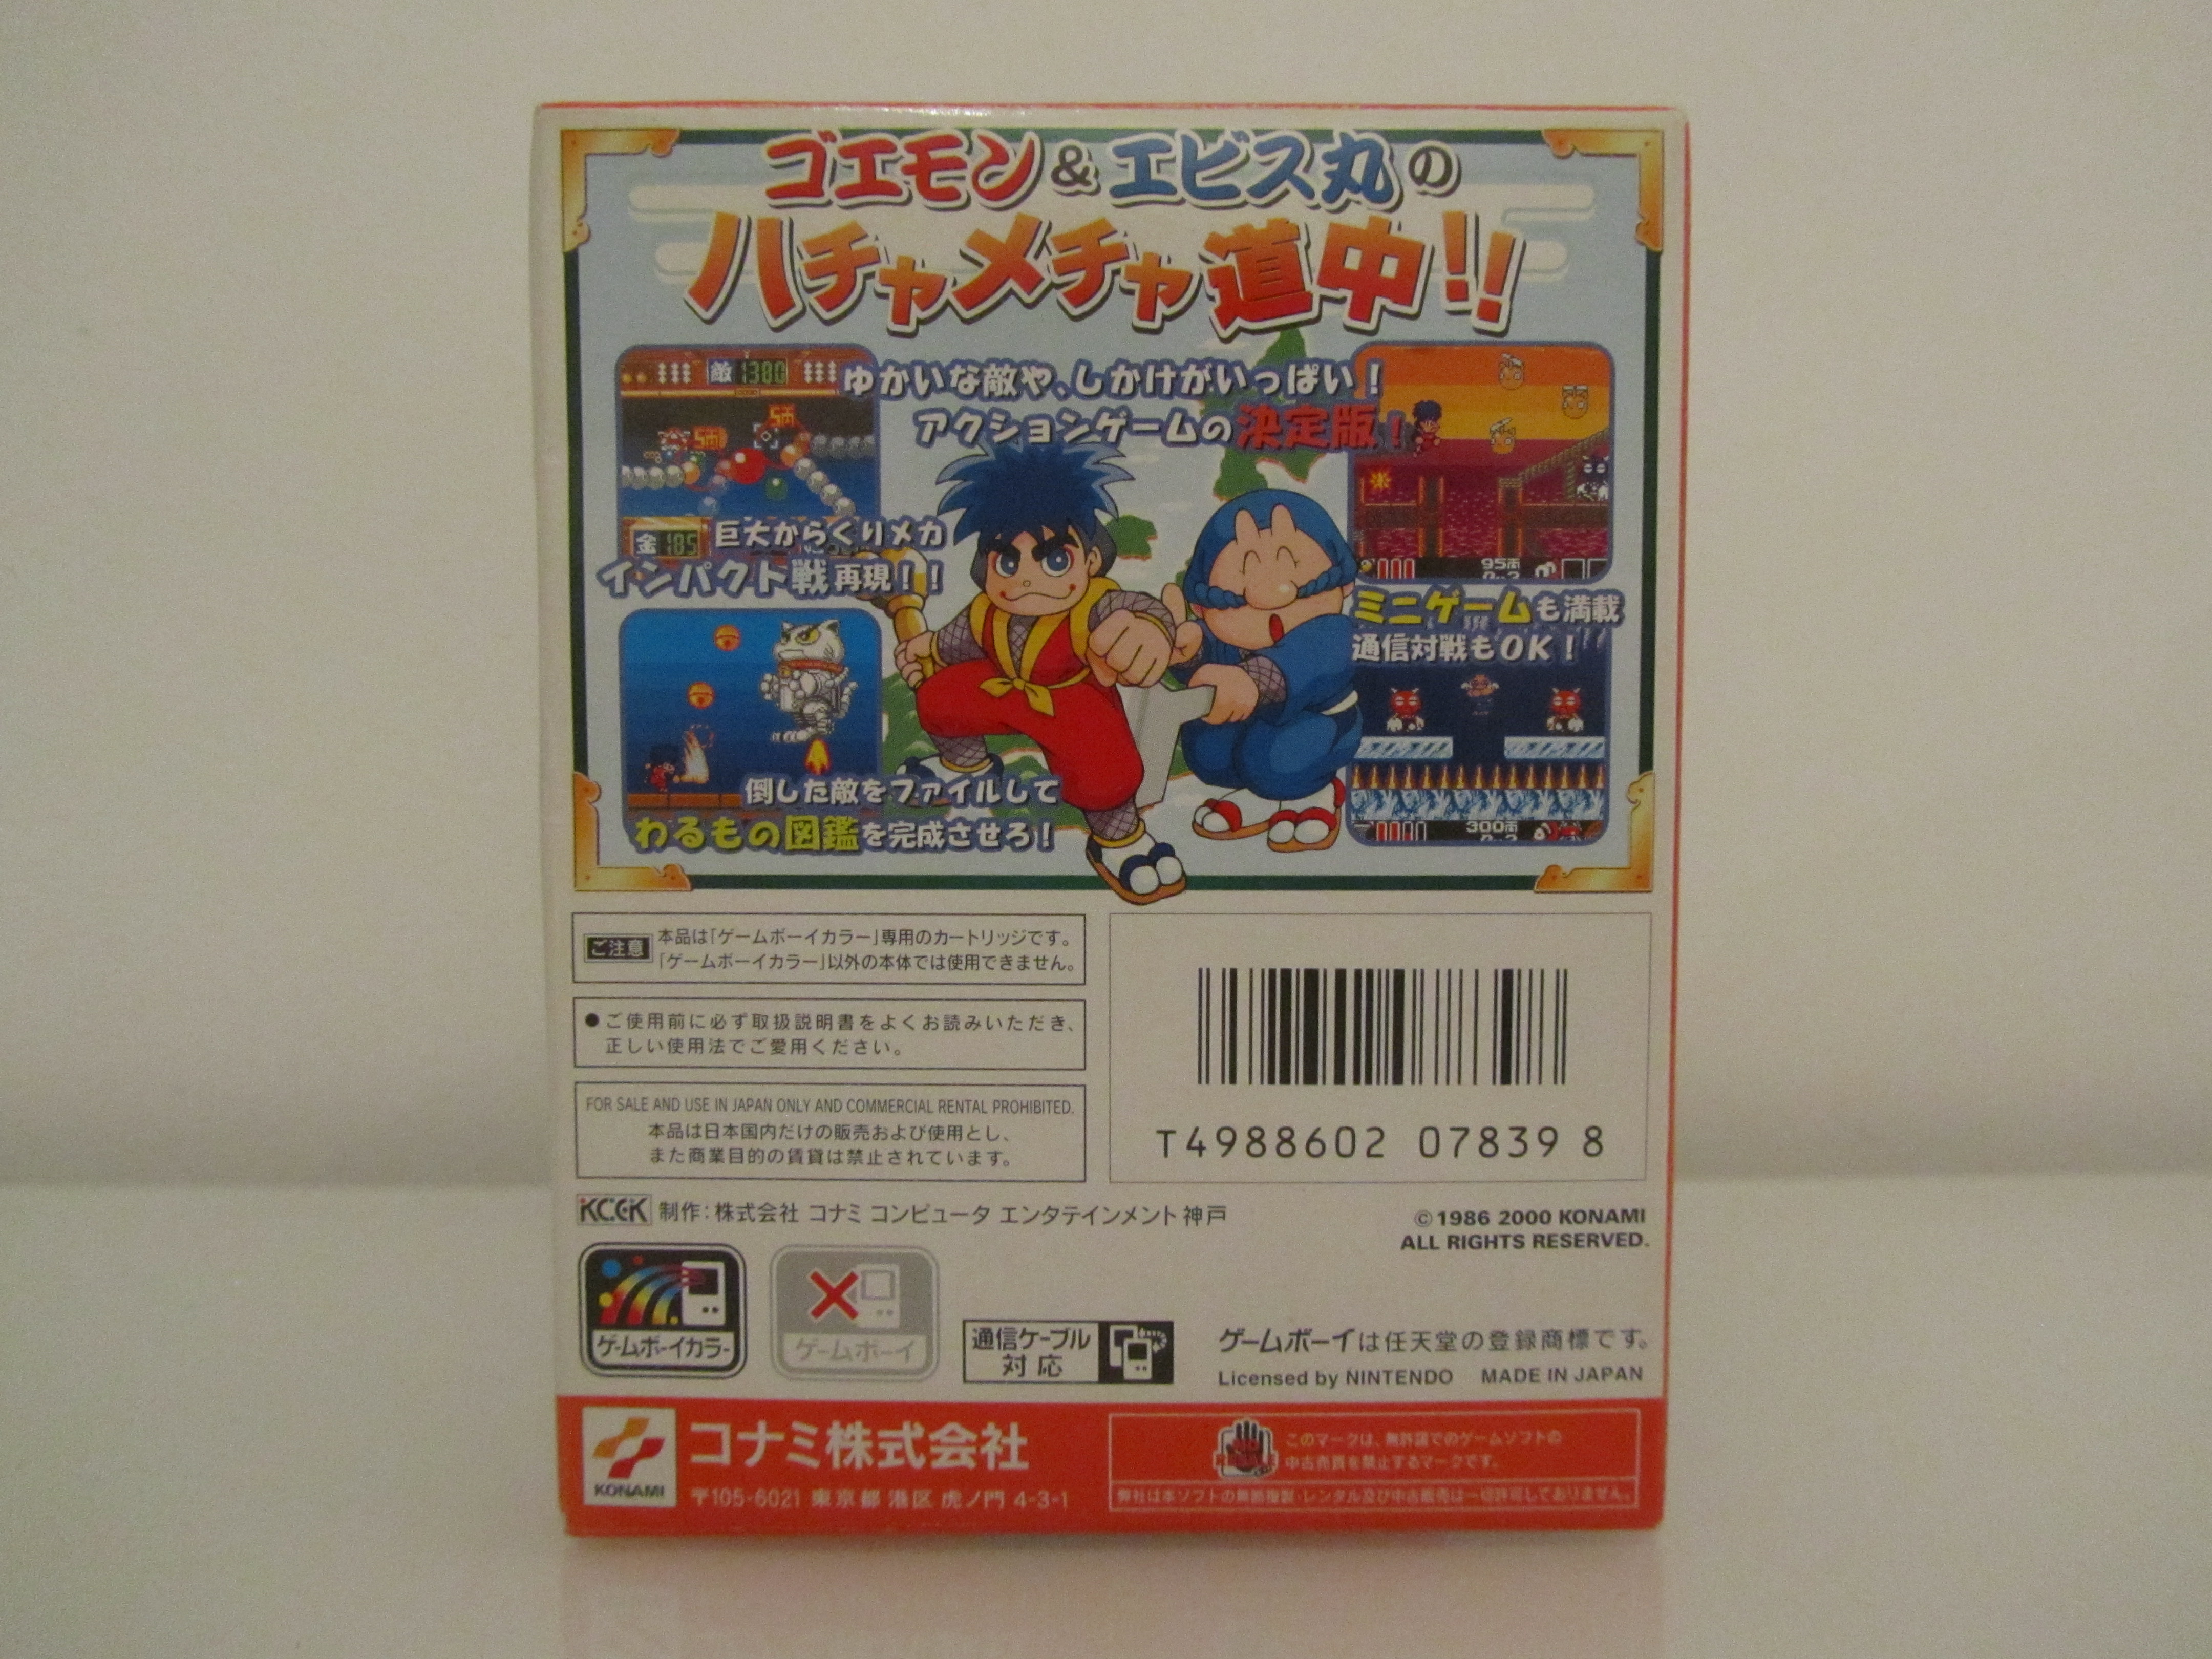 ゴエモン&エビス丸の
ハチャメチャ道中!!
敵 1380
ゆかいな敵や、しかけがいっぱい!
アクションゲームの決定版!
5両
5両
金 185
巨大からくりメカ
インパクト戦再現!!
95両
ミニゲームも満載
通信対戦もOK!
倒した敵をファイルして
わるもの図鑑を完成させろ!
300両
ご注意
本品は「ゲームボーイカラー」専用のカートリッジです。
「ゲームボーイカラー」以外の本体では使用できません。
●ご使用前に必ず取扱説明書をよくお読みいただき、
正しい使用法でご愛用ください。
FOR SALE AND USE IN JAPAN ONLY AND COMMERCIAL RENTAL PROHIBITED.
本品は日本国内だけの販売および使用とし、
また商業目的の賃貸は禁止されています。
T4988602 07839 8
KCEK 制作:株式会社 コナミ コンピュータ エンタテインメント神戸
©1986 2000 KONAMI
ALL RIGHTS RESERVED.
ゲームボーイカラー
ゲームボーイ
通信ケーブル
対応
ゲームボーイは任天堂の登録商標です。
Licensed by NINTENDO MADE IN JAPAN
KONAMI
コナミ株式会社
〒105-6021 東京都 港区 虎ノ門 4-3-1
このマークは、無許諾でのゲームソフトの
中古売買を禁止するマークです。
弊社は本ソフトの無断複製・レンタル及び中古販売は一切許可しておりません。